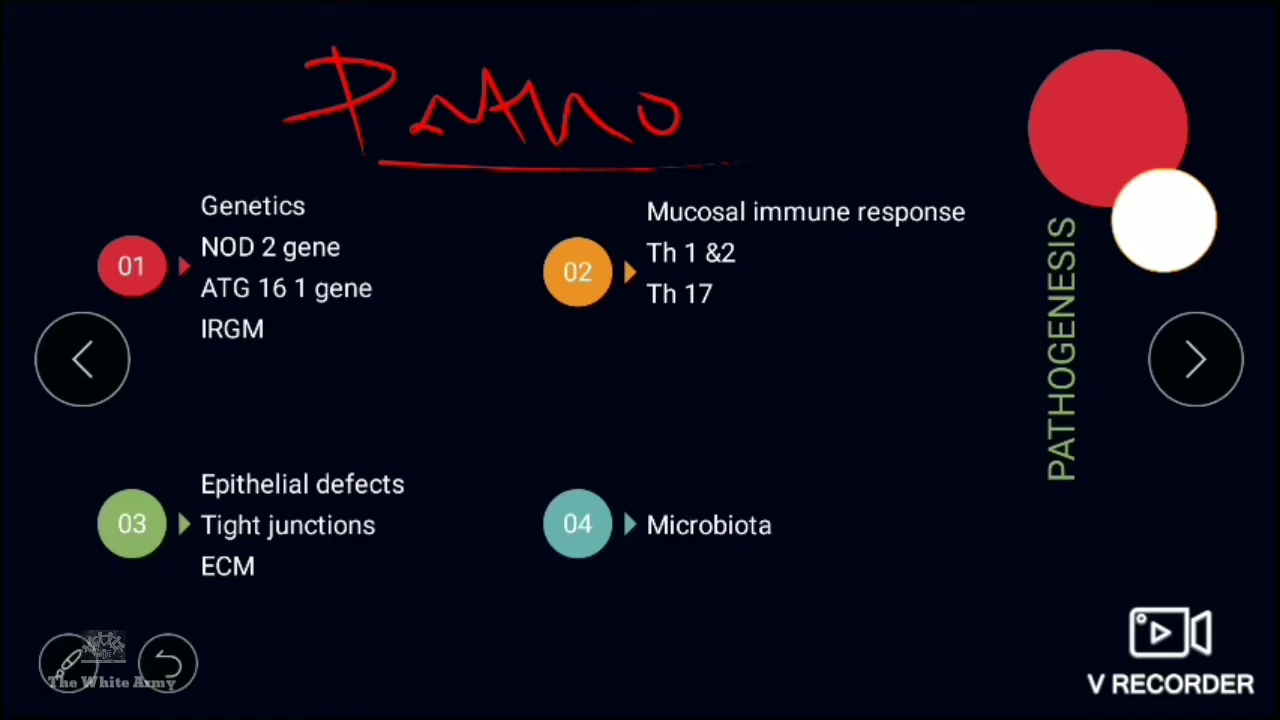 Patho
01
Genetics
NOD 2 gene
ATG 16 1 gene
IRGM
02
Mucosal immune response
Th 1 &2
Th 17
03
Epithelial defects
Tight junctions
ECM
04
Microbiota
PATHOGENESIS
The White Army
V RECORDER